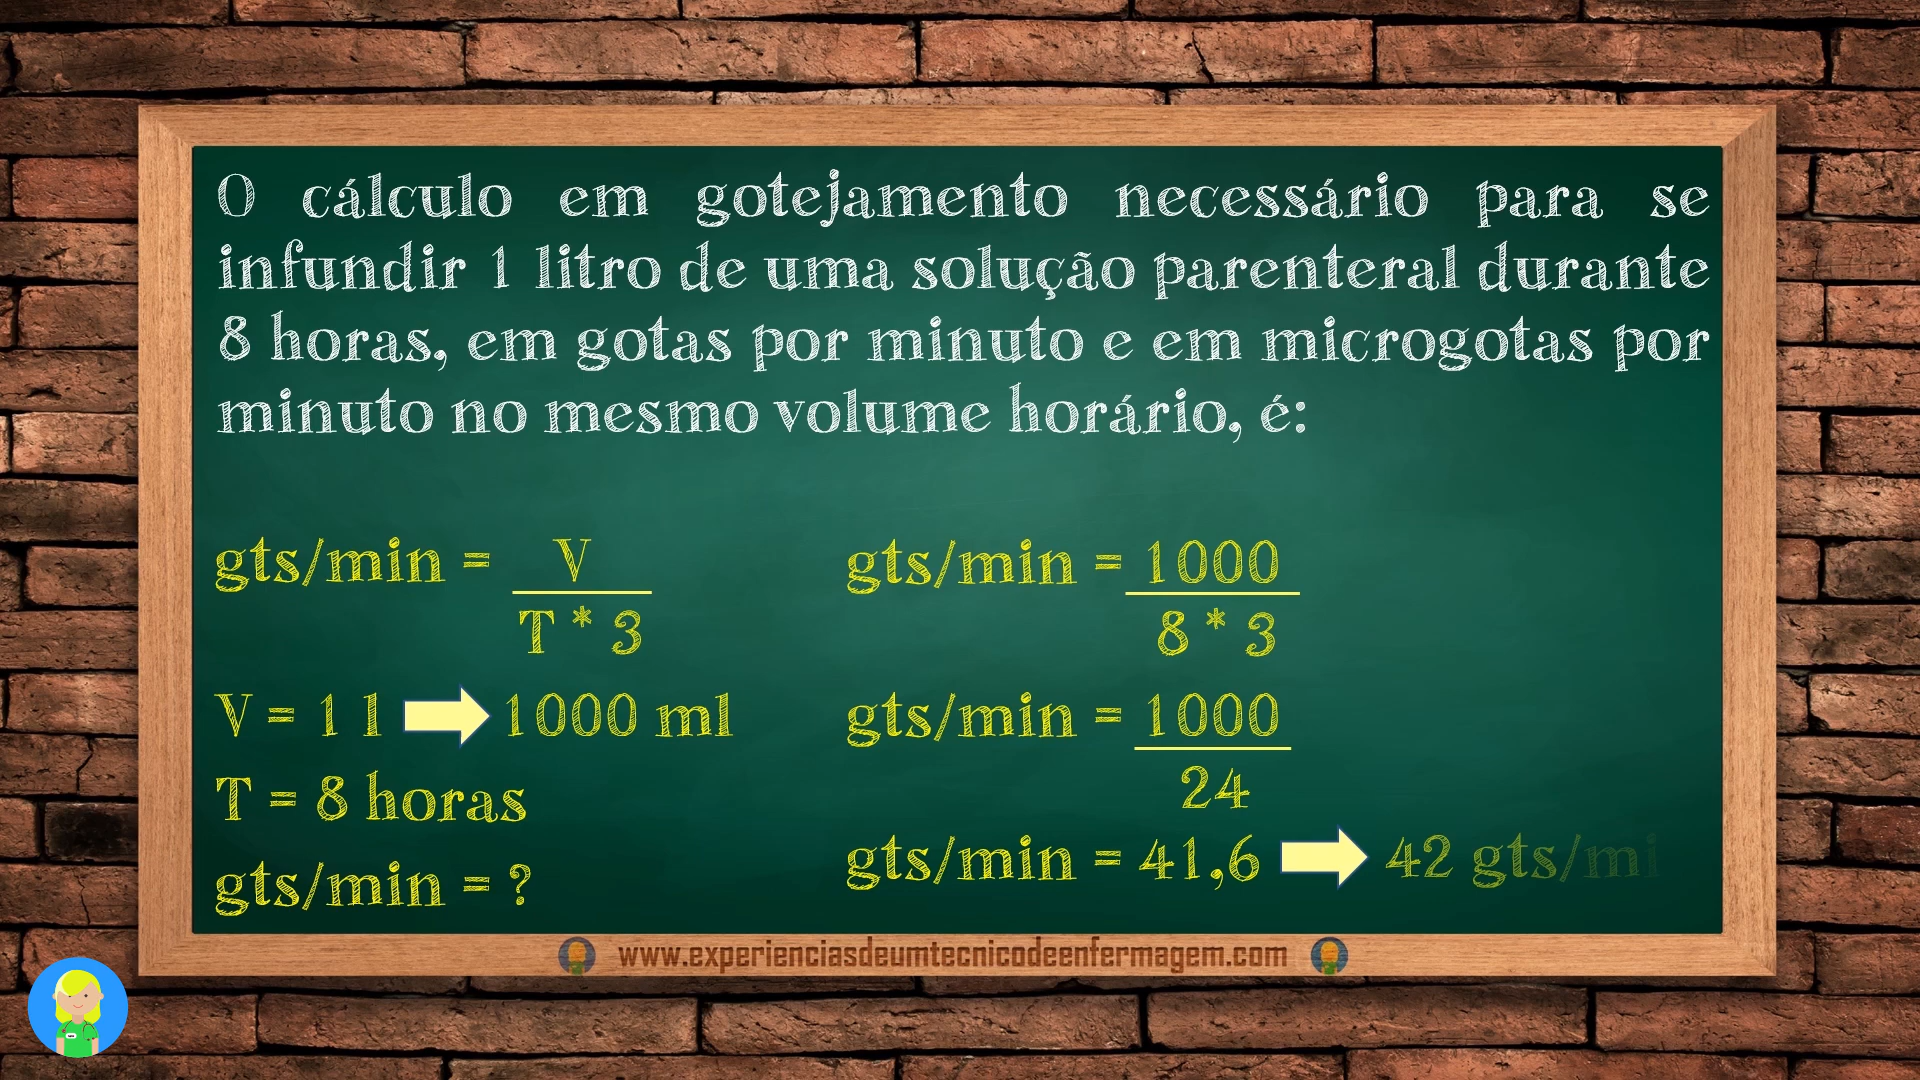 O cálculo em gotejamento necessário para se
infundir 1 litro de uma solução parenteral durante
8 horas, em gotas por minuto e em microgotas por
minuto no mesmo volume horário, é:
gts/min = V
T * 3
V = 1 l 1000 ml
T = 8 horas
gts/min = ?
gts/min = 1000
8 * 3
gts/min = 1000
24
gts/min = 41,6 42 gts/mi
www.experienciasdeumtecnicodeenfermagem.com